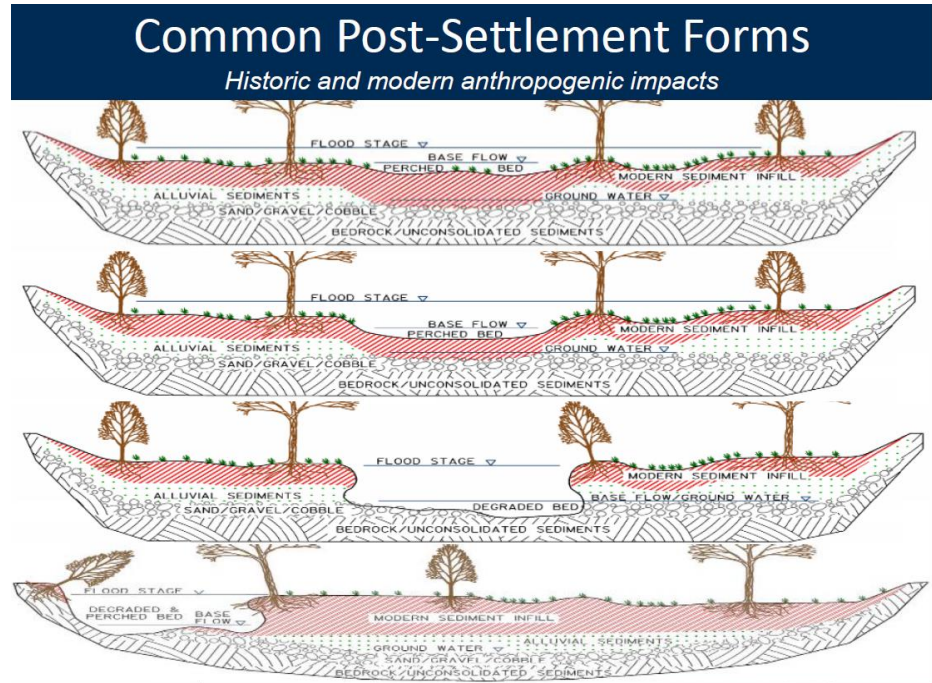 Common Post-Settlement Forms
Historic and modern anthropogenic impacts
FLOOD STAGE
BASE FLOW
PERCHED BED
MODERN SEDIMENT INFILL
ALLUVIAL SEDIMENTS
GROUND WATER
SAND/GRAVEL/COBBLE
BEDROCK/UNCONSOLIDATED SEDIMENTS
FLOOD STAGE
BASE FLOW
PERCHED BED
MODERN SEDIMENT INFILL
ALLUVIAL SEDIMENTS
GROUND WATER
SAND/GRAVEL/COBBLE
BEDROCK/UNCONSOLIDATED SEDIMENTS
FLOOD STAGE
MODERN SEDIMENT INFILL
ALLUVIAL SEDIMENTS
BASE FLOW/GROUND WATER
SAND/GRAVEL/COBBLE
DEGRADED BED
BEDROCK/UNCONSOLIDATED SEDIMENTS
FLOOD STAGE
DEGRADED &
PERCHED BED
BASE
FLOW
MODERN SEDIMENT INFILL
ALLUVIAL SEDIMENTS
GROUND WATER
SAND/GRAVEL/COBBLE
BEDROCK/UNCONSOLIDATED SEDIMENTS